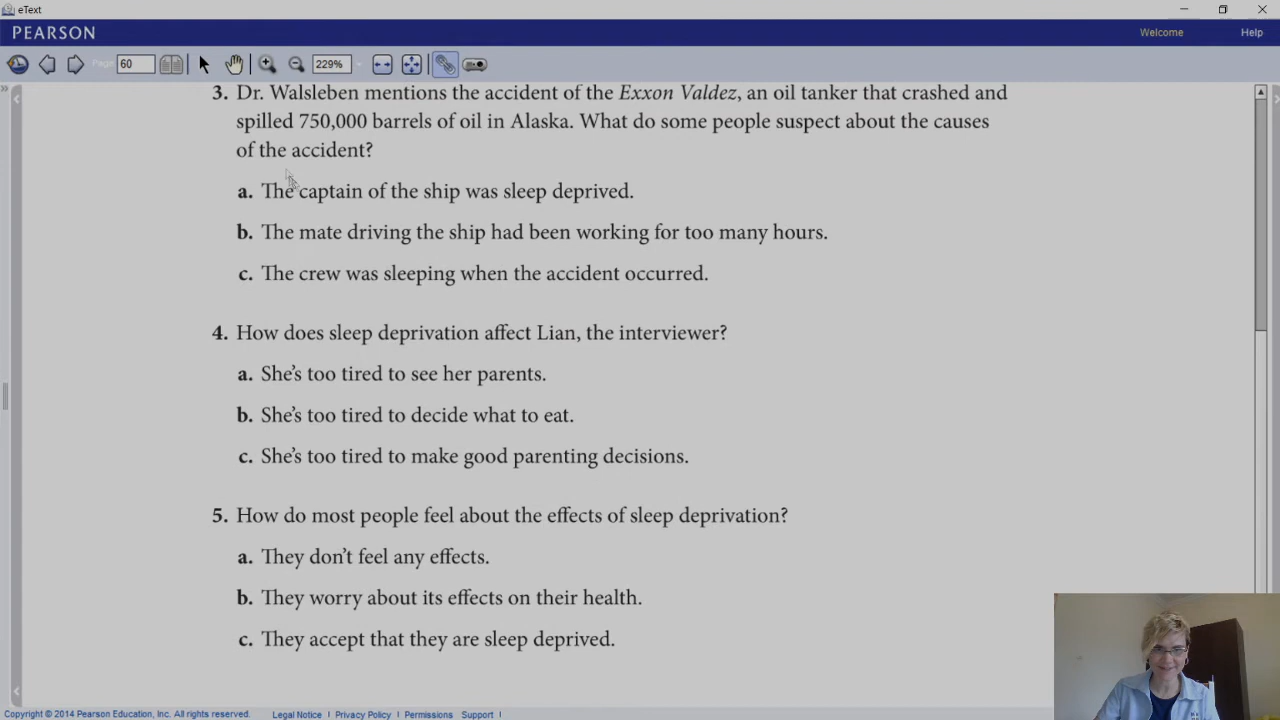 eText
PEARSON
Welcome
Help
Page
60
229%
3. Dr. Walsleben mentions the accident of the Exxon Valdez, an oil tanker that crashed and
spilled 750,000 barrels of oil in Alaska. What do some people suspect about the causes
of the accident?
a. The captain of the ship was sleep deprived.
b. The mate driving the ship had been working for too many hours.
c. The crew was sleeping when the accident occurred.
4. How does sleep deprivation affect Lian, the interviewer?
a. She's too tired to see her parents.
b. She's too tired to decide what to eat.
c. She's too tired to make good parenting decisions.
5. How do most people feel about the effects of sleep deprivation?
a. They don't feel any effects.
b. They worry about its effects on their health.
c. They accept that they are sleep deprived.
Copyright © 2014 Pearson Education, Inc. All rights reserved. Legal Notice | Privacy Policy | Permissions Support |